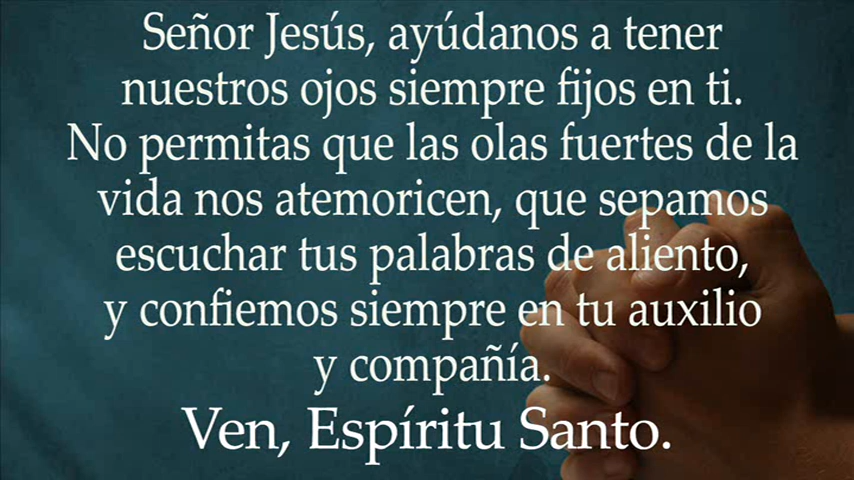 Señor Jesús, ayúdanos a tener
nuestros ojos siempre fijos en ti.
No permitas que las olas fuertes de la
vida nos atemoricen, que sepamos
escuchar tus palabras de aliento,
y confiemos siempre en tu auxilio
y compañía.
Ven, Espíritu Santo.